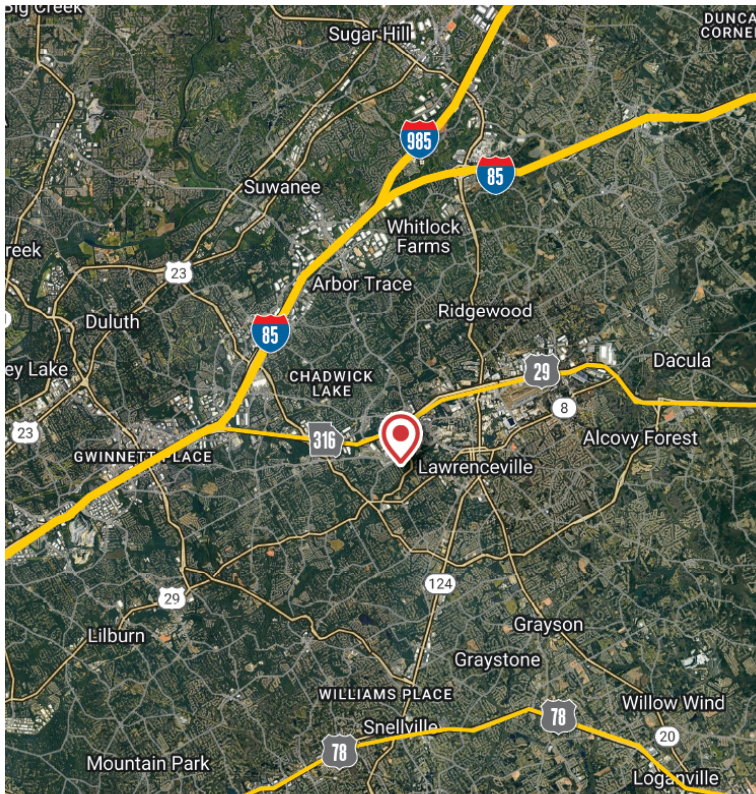 Big Creek
DUNCA
CORNE
Sugar Hill
985
85
Suwanee
Whitlock
Farms
reek
23
Arbor Trace
Ridgewood
Duluth
85
ey Lake
CHADWICK
LAKE
29
Dacula
8
23
316
Alcovy Forest
GWINNETT PLACE
Lawrenceville
124
29
Lilburn
Grayson
Graystone
WILLIAMS PLACE
Willow Wind
Snellville
78
78
20
Mountain Park
Loganville